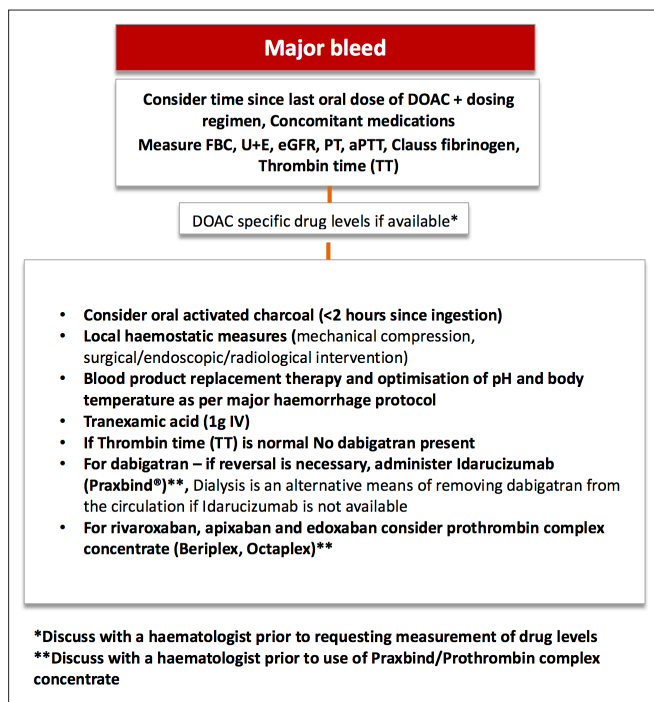 Major bleed
Consider time since last oral dose of DOAC + dosing
regimen, Concomitant medications
Measure FBC, U+E, eGFR, PT, aPTT, Clauss fibrinogen,
Thrombin time (TT)
DOAC specific drug levels if available*
• Consider oral activated charcoal (<2 hours since ingestion)
• Local haemostatic measures (mechanical compression,
surgical/endoscopic/radiological intervention)
• Blood product replacement therapy and optimisation of pH and body
temperature as per major haemorrhage protocol
• Tranexamic acid (1g IV)
• If Thrombin time (TT) is normal No dabigatran present
• For dabigatran – if reversal is necessary, administer Idarucizumab
(Praxbind®)**, Dialysis is an alternative means of removing dabigatran from
the circulation if Idarucizumab is not available
• For rivaroxaban, apixaban and edoxaban consider prothrombin complex
concentrate (Beriplex, Octaplex)**
*Discuss with a haematologist prior to requesting measurement of drug levels
**Discuss with a haematologist prior to use of Praxbind/Prothrombin complex
concentrate